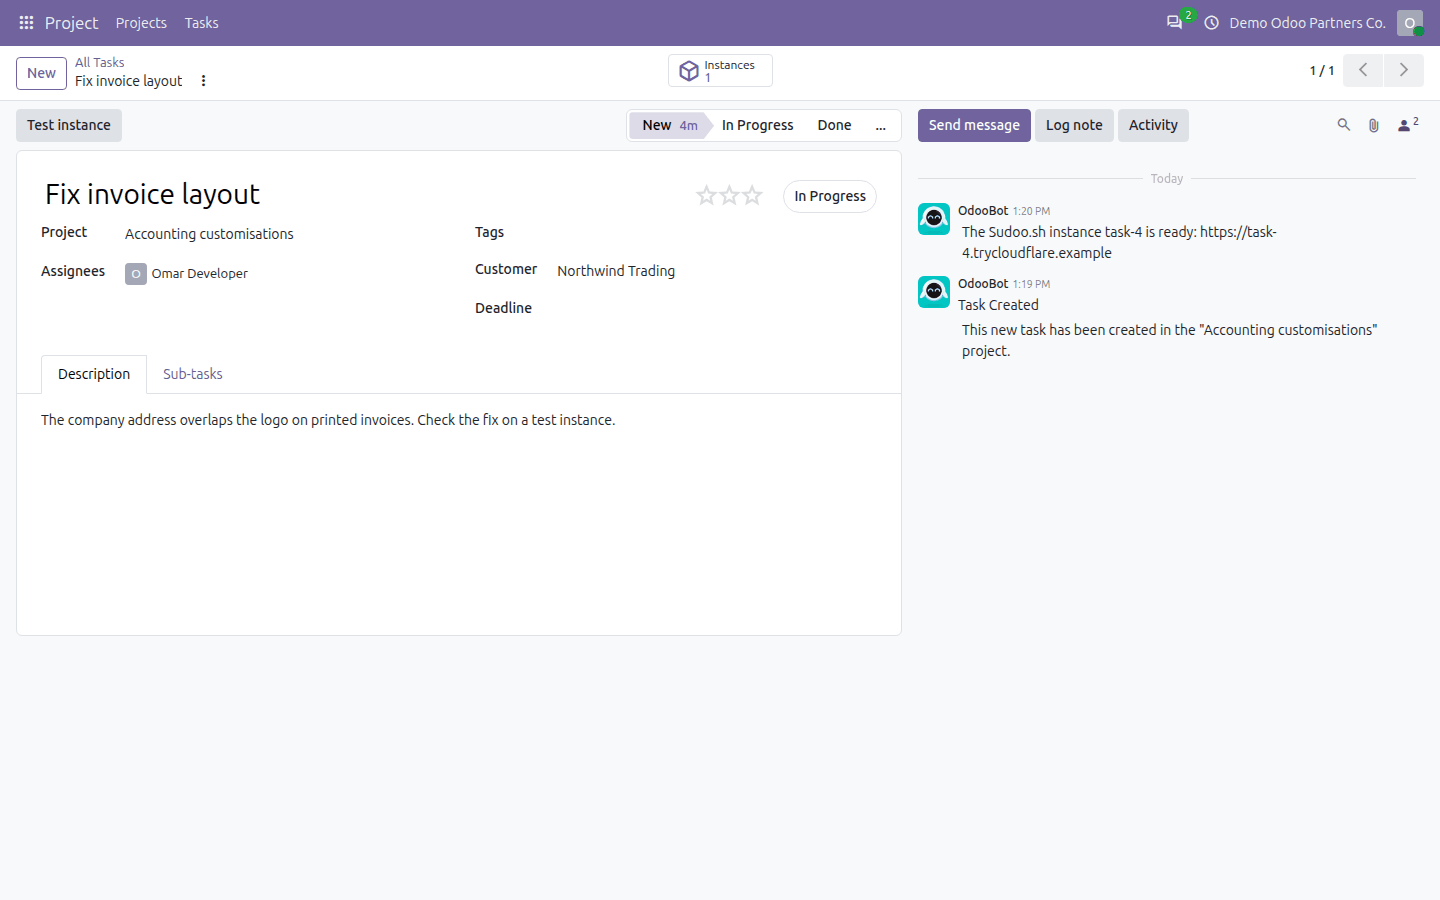 Project
Projects
Tasks
2
Demo Odoo Partners Co.
O
New
All Tasks
Fix invoice layout
Instances
1
1 / 1
Test instance
New 4m
In Progress
Done
...
Send message
Log note
Activity
2
Fix invoice layout
In Progress
Project
Accounting customisations
Assignees
O
Omar Developer
Tags
Customer
Northwind Trading
Deadline
Description
Sub-tasks
The company address overlaps the logo on printed invoices. Check the fix on a test instance.
Today
OdooBot 1:20 PM
The Sudoo.sh instance task-4 is ready: https://task-
4.trycloudflare.example
OdooBot 1:19 PM
Task Created
This new task has been created in the "Accounting customisations"
project.